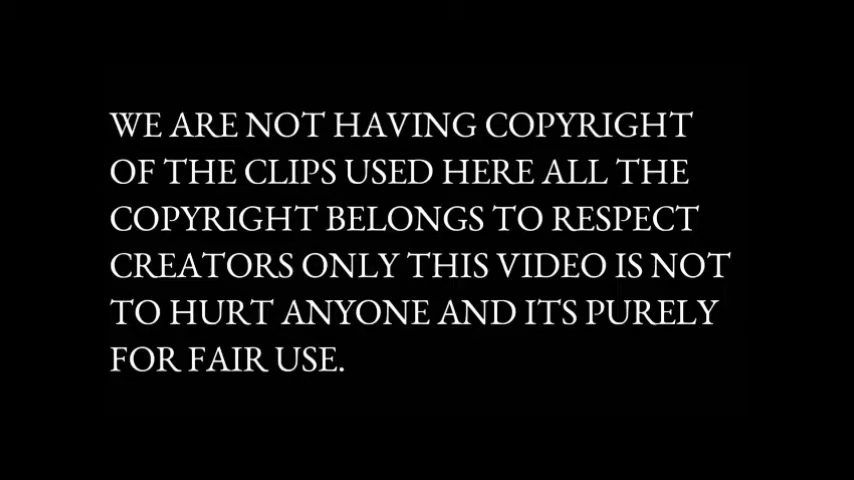 WE ARE NOT HAVING COPYRIGHT
OF THE CLIPS USED HERE ALL THE
COPYRIGHT BELONGS TO RESPECT
CREATORS ONLY THIS VIDEO IS NOT
TO HURT ANYONE AND ITS PURELY
FOR FAIR USE.